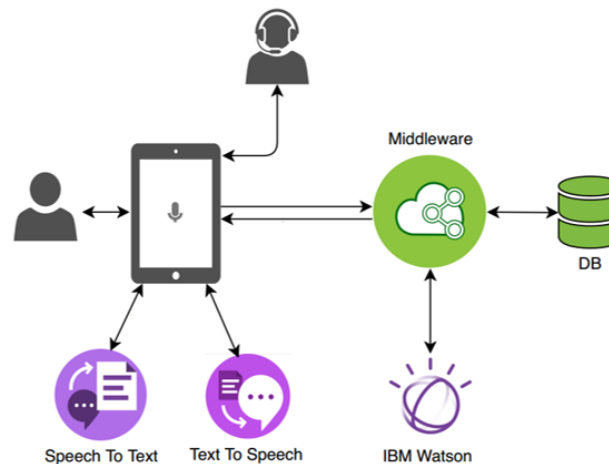 Middleware
DB
Speech To Text
Text To Speech
IBM Watson